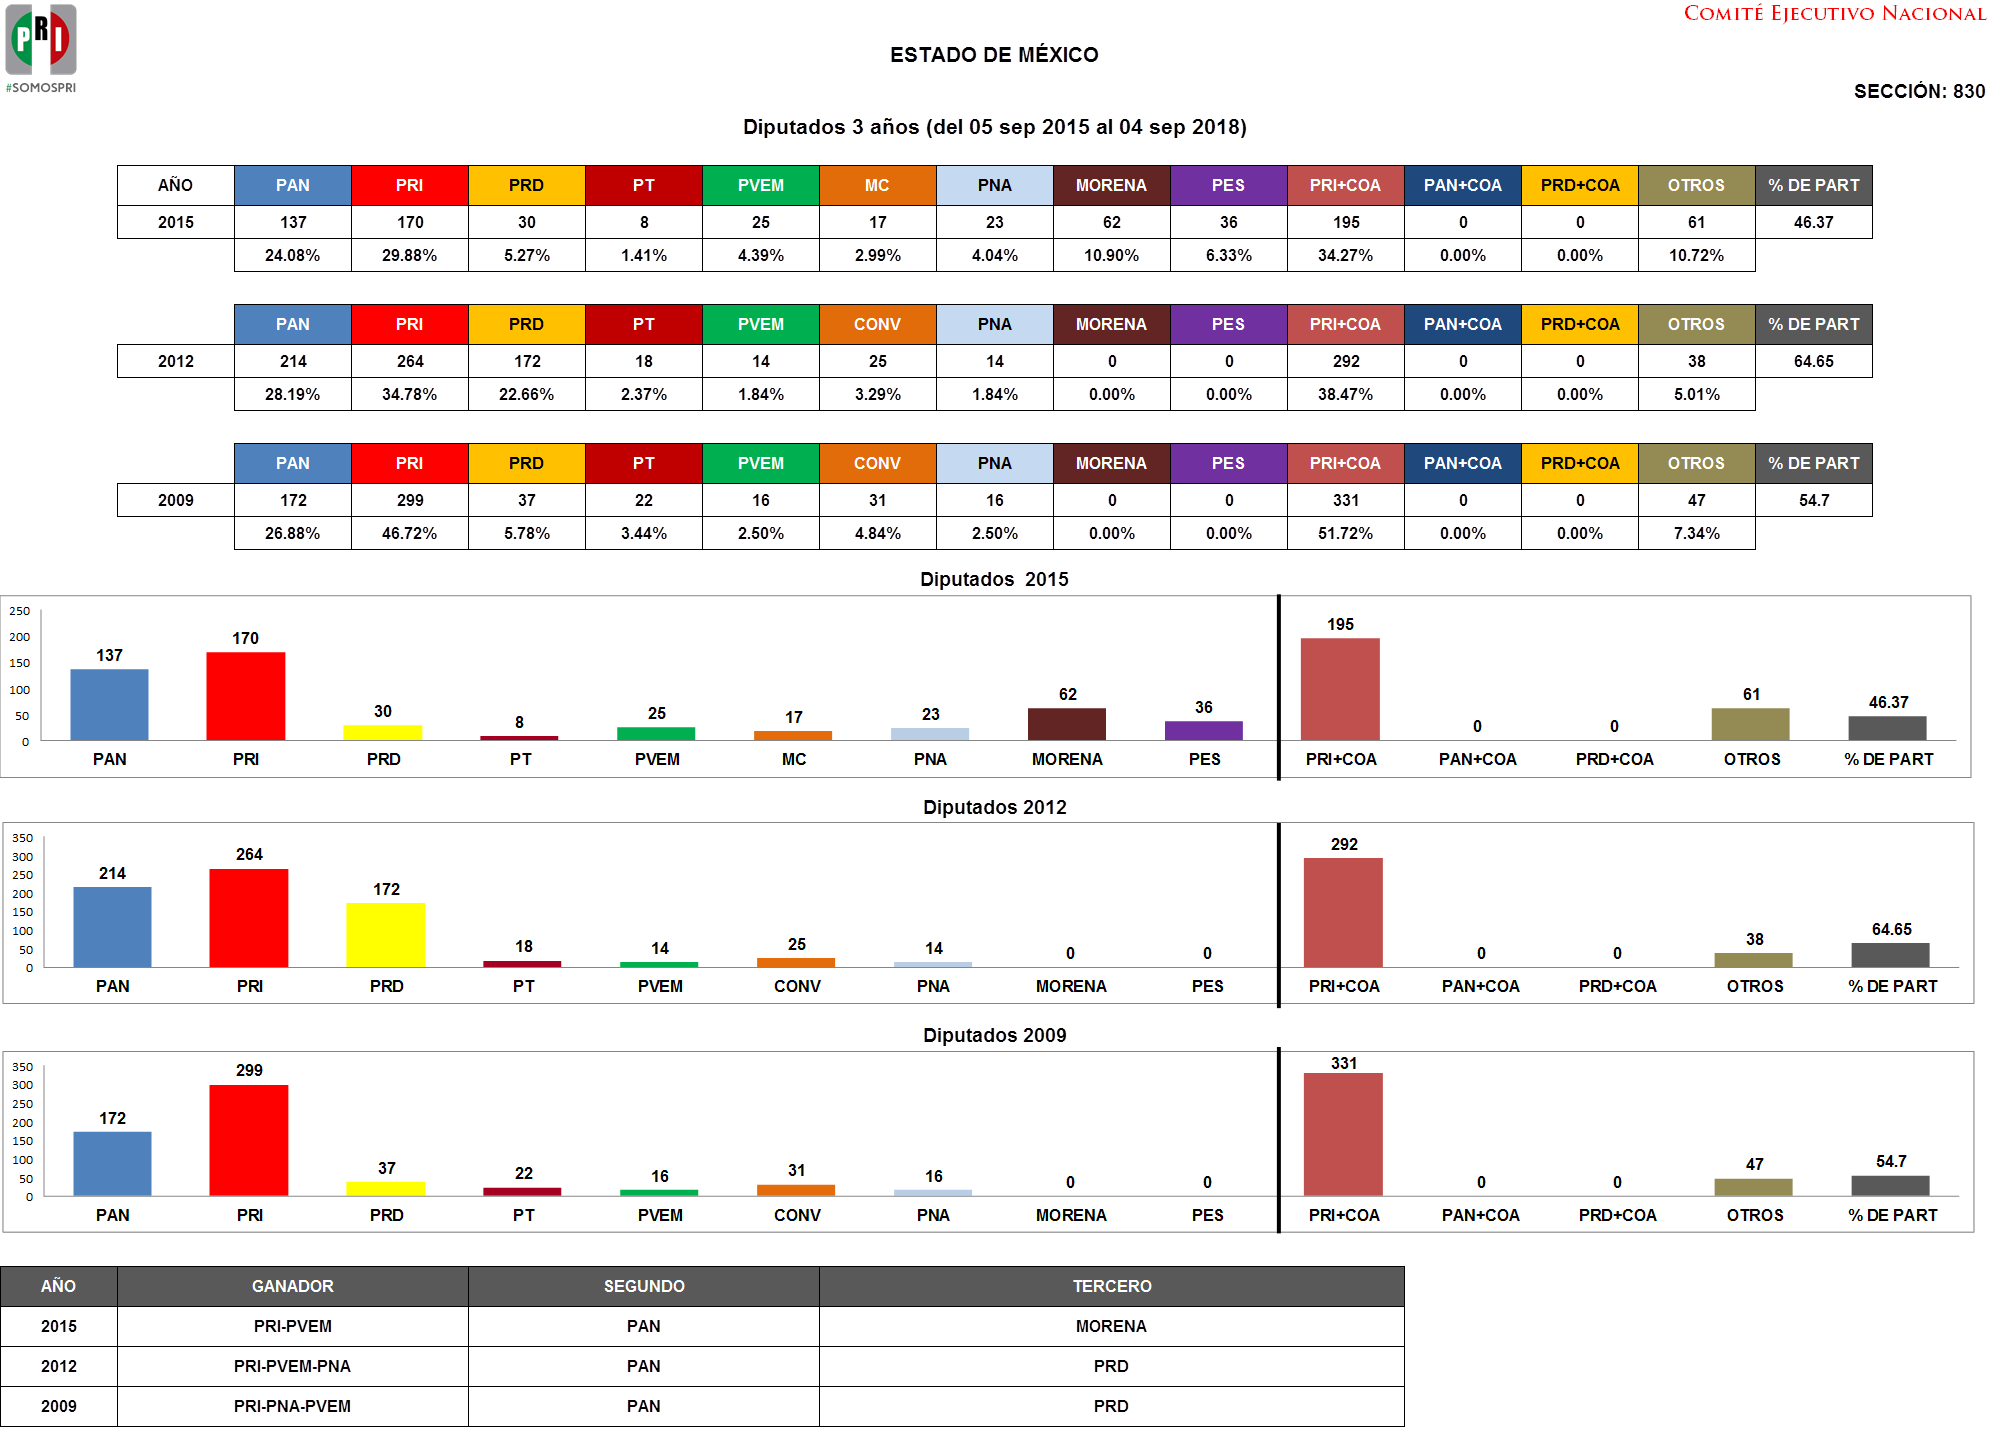 PRI
#SOMOSPRI
COMITÉ EJECUTIVO NACIONAL
ESTADO DE MÉXICO
SECCIÓN: 830
Diputados 3 años (del 05 sep 2015 al 04 sep 2018)
AÑO PAN PRI PRD PT PVEM MC PNA MORENA PES PRI+COA PAN+COA PRD+COA OTROS % DE PART
2015 137 170 30 8 25 17 23 62 36 195 0 0 61 46.37
24.08% 29.88% 5.27% 1.41% 4.39% 2.99% 4.04% 10.90% 6.33% 34.27% 0.00% 0.00% 10.72%
PAN PRI PRD PT PVEM CONV PNA MORENA PES PRI+COA PAN+COA PRD+COA OTROS % DE PART
2012 214 264 172 18 14 25 14 0 0 292 0 0 38 64.65
28.19% 34.78% 22.66% 2.37% 1.84% 3.29% 1.84% 0.00% 0.00% 38.47% 0.00% 0.00% 5.01%
PAN PRI PRD PT PVEM CONV PNA MORENA PES PRI+COA PAN+COA PRD+COA OTROS % DE PART
2009 172 299 37 22 16 31 16 0 0 331 0 0 47 54.7
26.88% 46.72% 5.78% 3.44% 2.50% 4.84% 2.50% 0.00% 0.00% 51.72% 0.00% 0.00% 7.34%
Diputados 2015
250
200
150
100
50
0
137 170 30 8 25 17 23 62 36 195 0 0 61 46.37
PAN PRI PRD PT PVEM MC PNA MORENA PES PRI+COA PAN+COA PRD+COA OTROS % DE PART
Diputados 2012
350
300
250
200
150
100
50
0
214 264 172 18 14 25 14 0 0 292 0 0 38 64.65
PAN PRI PRD PT PVEM CONV PNA MORENA PES PRI+COA PAN+COA PRD+COA OTROS % DE PART
Diputados 2009
350
300
250
200
150
100
50
0
172 299 37 22 16 31 16 0 0 331 0 0 47 54.7
PAN PRI PRD PT PVEM CONV PNA MORENA PES PRI+COA PAN+COA PRD+COA OTROS % DE PART
AÑO GANADOR SEGUNDO TERCERO
2015 PRI-PVEM PAN MORENA
2012 PRI-PVEM-PNA PAN PRD
2009 PRI-PNA-PVEM PAN PRD